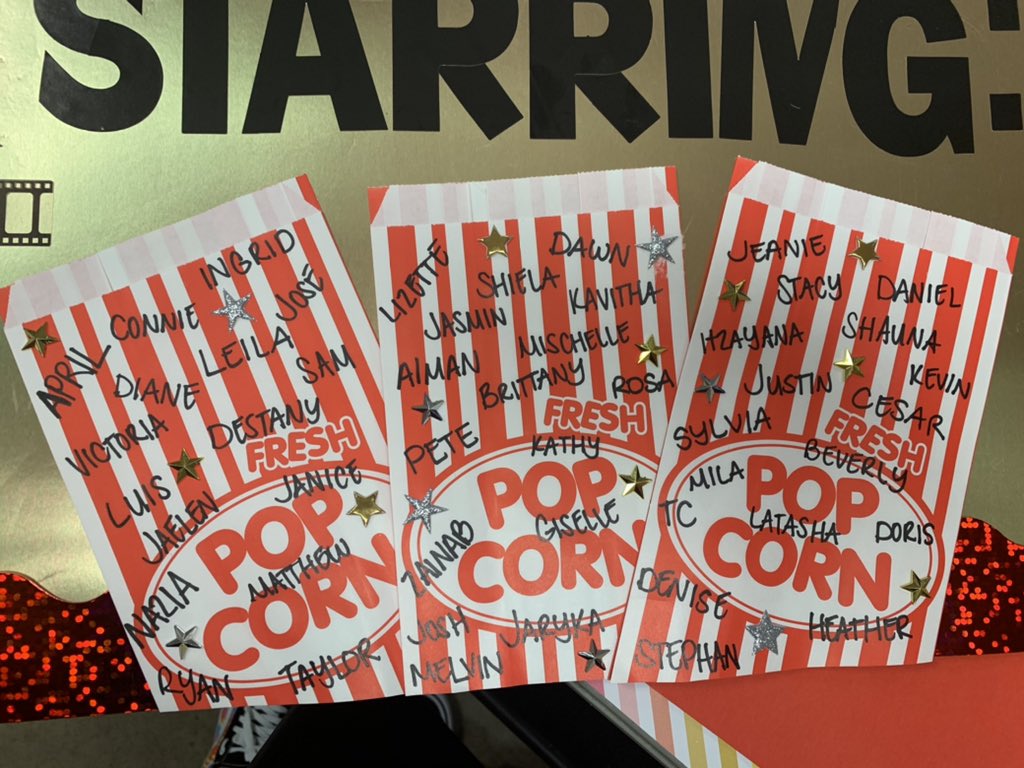 STARRING:
INGRID
CONNIE
JOSÉ
LEILA
APRIL
DIANE
SAM
VICTORIA
DESTANY
FRESH
LUIS
JANICE
JAELEN
POP
NAZIA
MATTHEW
CORN
RYAN
TAYLOR
LIZETTE
DAWN
SHIELA
KAVITHA
JASMIN
MISCHELLE
AIMAN
BRITTANY
ROSA
FRESH
PETE
KATHY
POP
GISELLE
ZAINAB
CORN
JOSH
JARYKA
MELVIN
JEANIE
STACY
DANIEL
ITZAYANA
SHAUNA
JUSTIN
KEVIN
CESAR
SYLVIA
FRESH
BEVERLY
MILA
POP
TC
LATASHA
DORIS
CORN
DENISE
HEATHER
STEPHAN